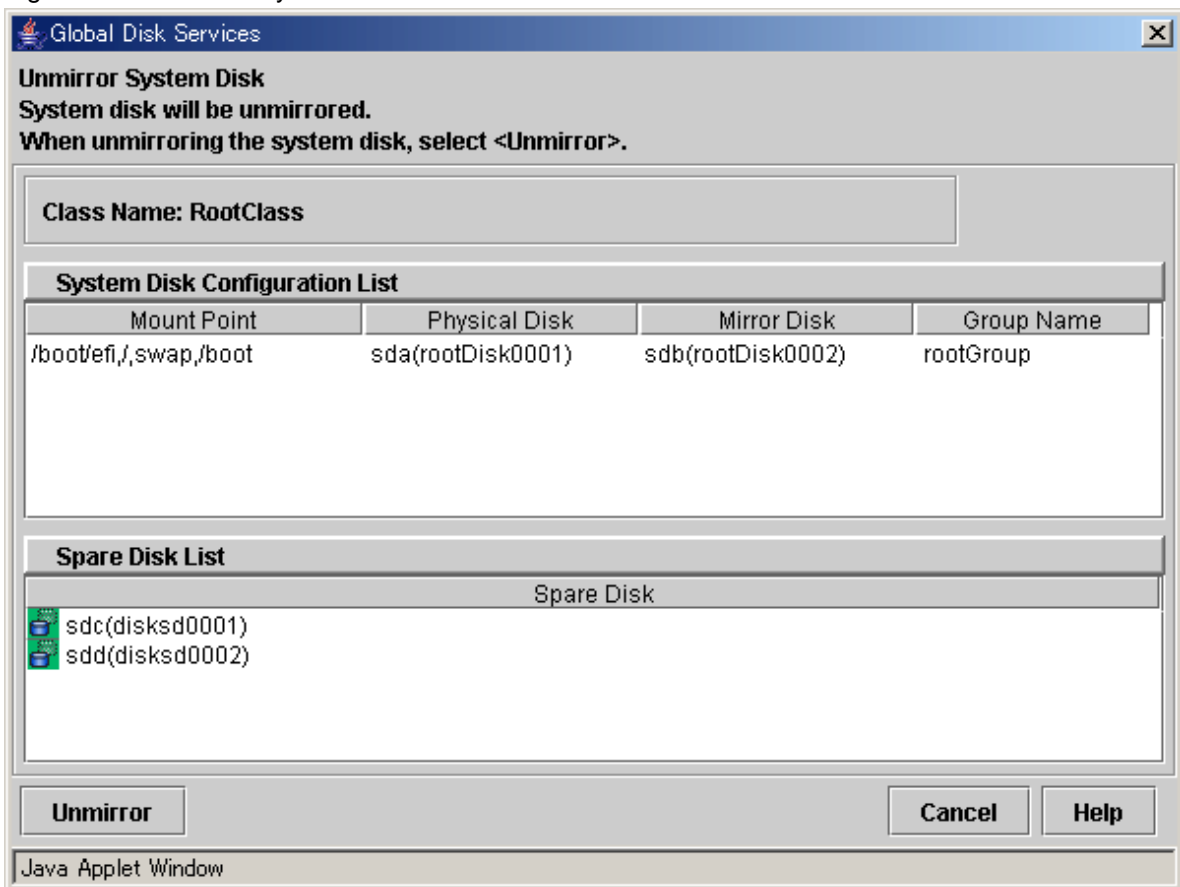 Global Disk Services
Unmirror System Disk
System disk will be unmirrored.
When unmirroring the system disk, select <Unmirror>.
Class Name: RootClass
System Disk Configuration List
Mount Point Physical Disk Mirror Disk Group Name
/boot/efi,/,swap,/boot sda(rootDisk0001) sdb(rootDisk0002) rootGroup
Spare Disk List
Spare Disk
sdc(disksd0001)
sdd(disksd0002)
Unmirror Cancel Help
Java Applet Window